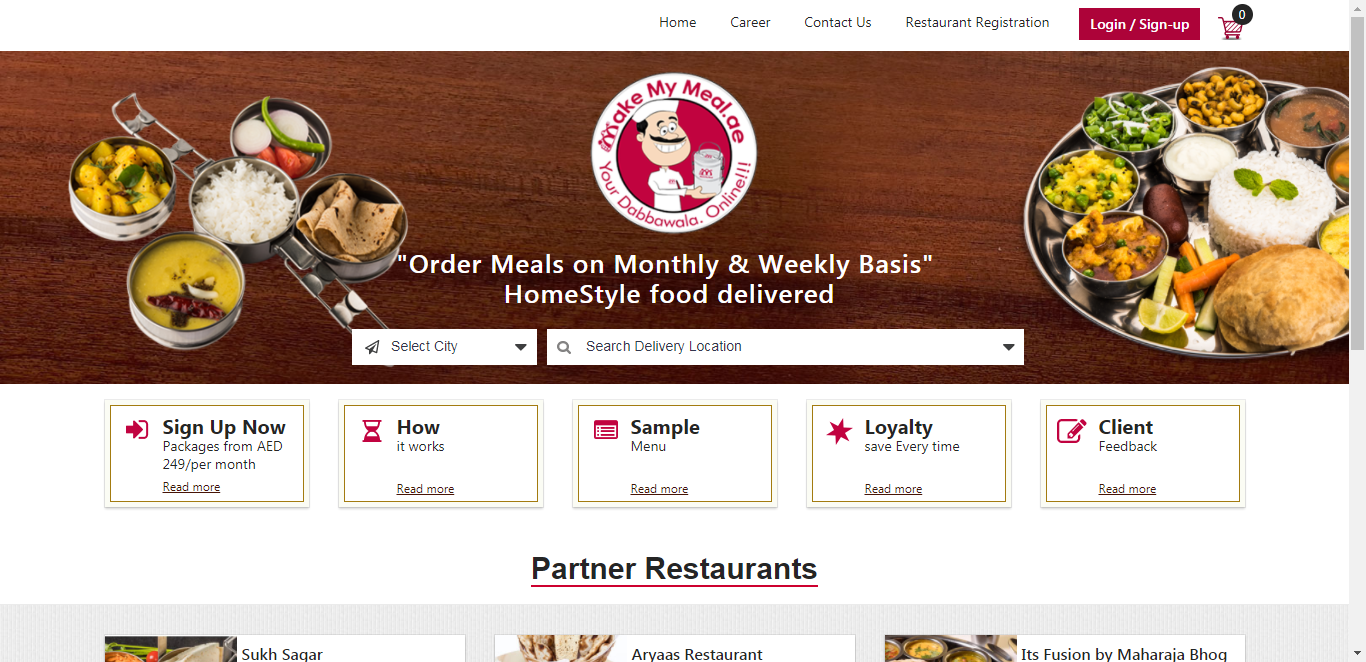 Home Career Contact Us Restaurant Registration Login / Sign-up 0
Make My Meal.ae
Your Dabbawala. Online!!!
"Order Meals on Monthly & Weekly Basis"
HomeStyle food delivered
Select City Search Delivery Location
Sign Up Now
Packages from AED
249/per month
Read more
How
it works
Read more
Sample
Menu
Read more
Loyalty
save Every time
Read more
Client
Feedback
Read more
Partner Restaurants
Sukh Sagar Aryaas Restaurant Its Fusion by Maharaja Bhog